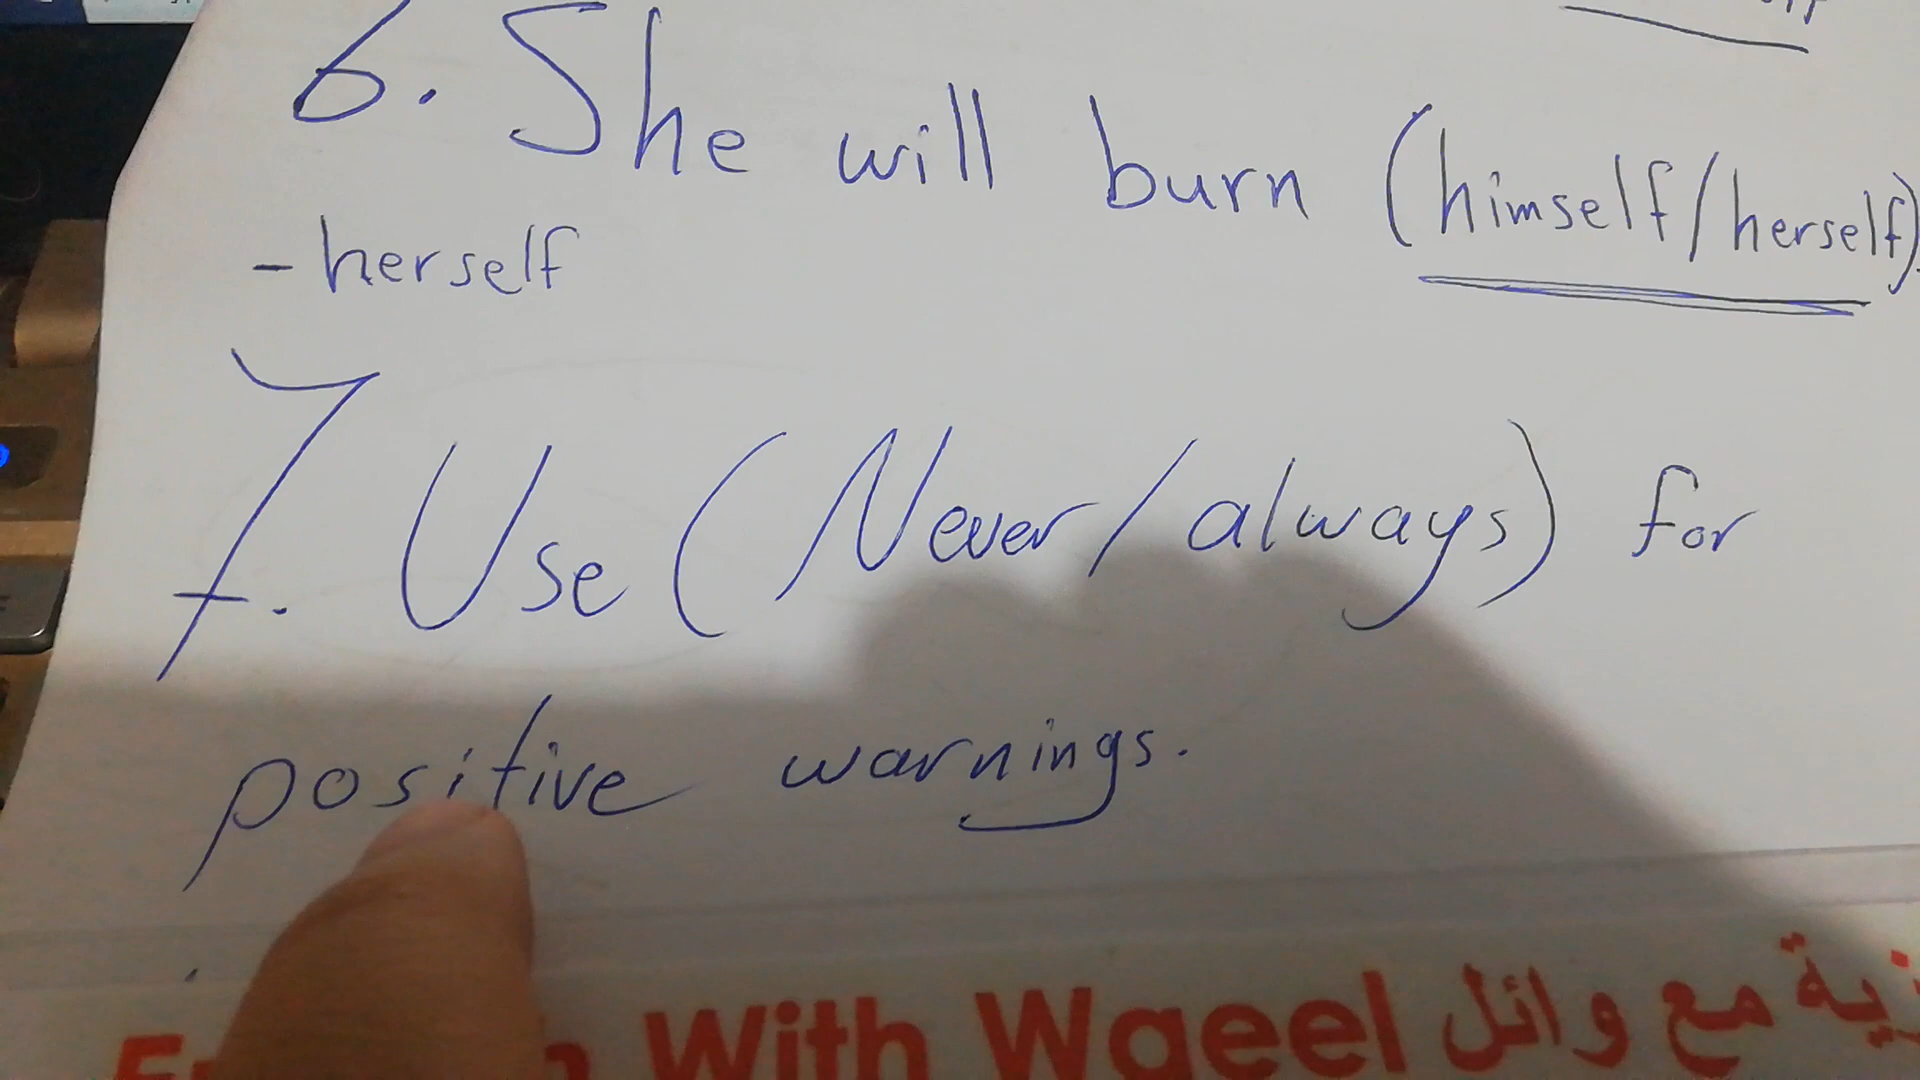 6. She will burn (himself/herself).
- herself
7. Use (Never/always) for
positive warnings.
With Waeel مع وائل